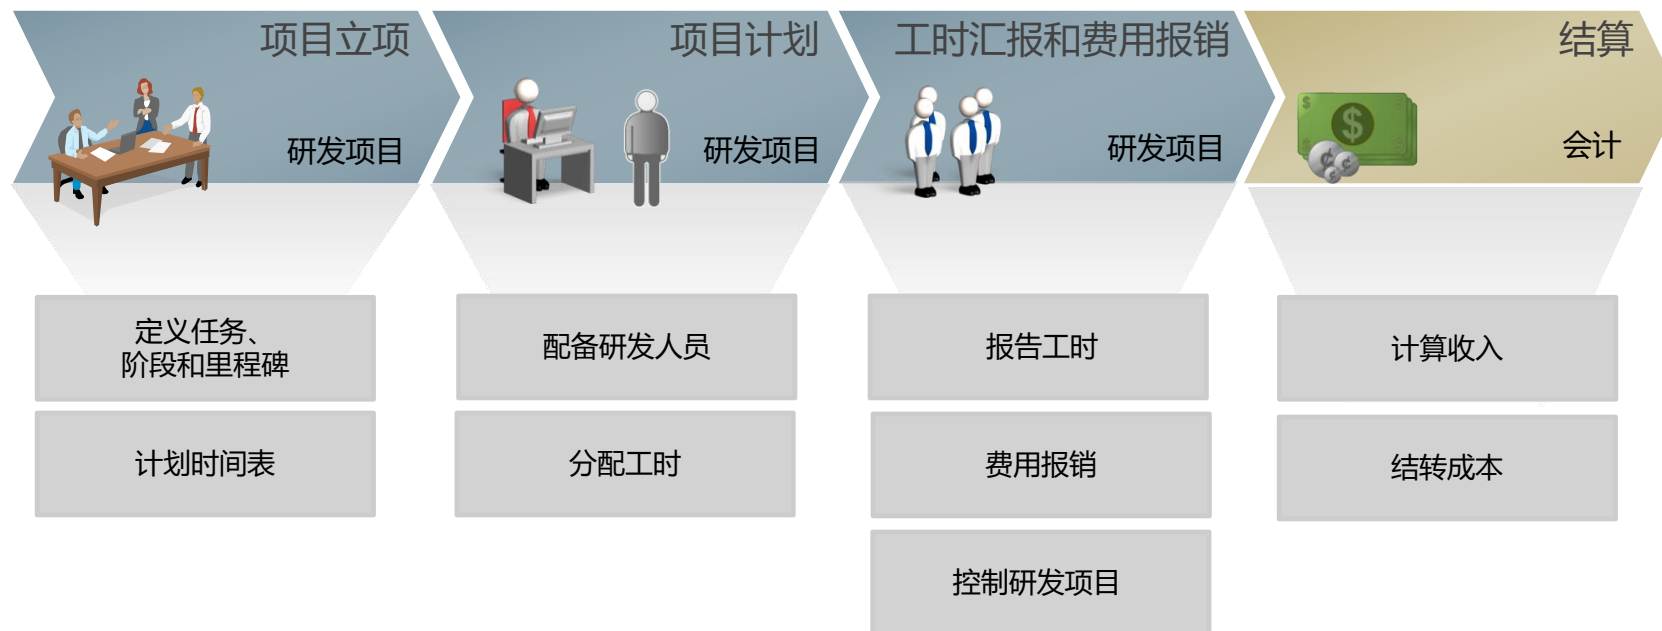 项目立项
研发项目
项目计划
研发项目
工时汇报和费用报销
研发项目
结算
会计
定义任务、
阶段和里程碑
计划时间表
配备研发人员
分配工时
报告工时
费用报销
控制研发项目
计算收入
结转成本